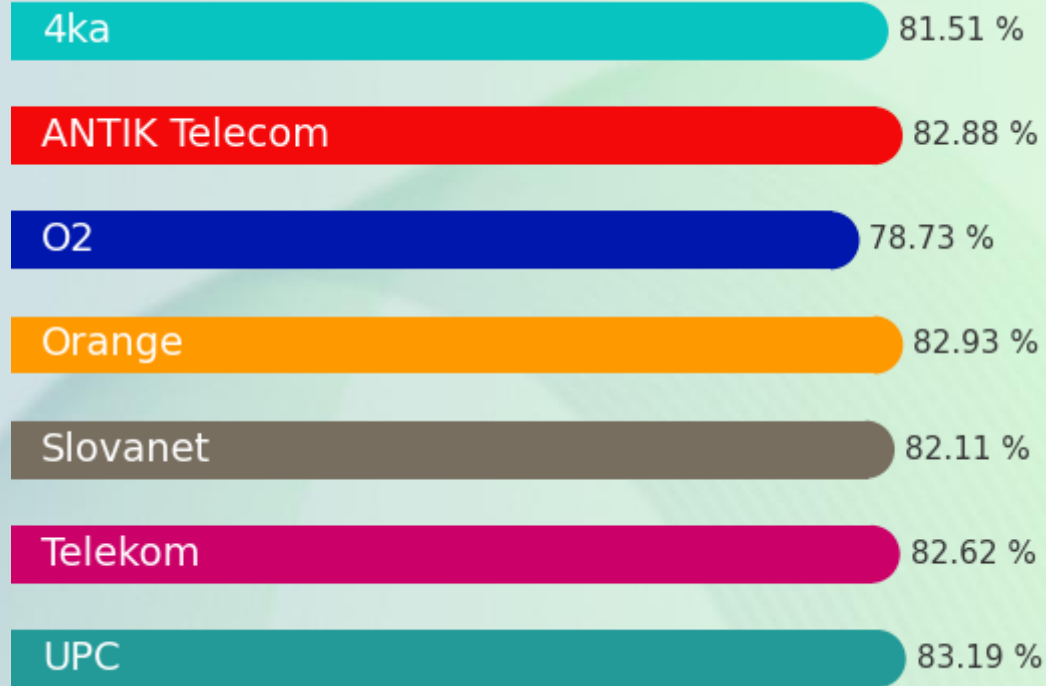 4ka 81.51 %
ANTIK Telecom 82.88 %
O2 78.73 %
Orange 82.93 %
Slovanet 82.11 %
Telekom 82.62 %
UPC 83.19 %